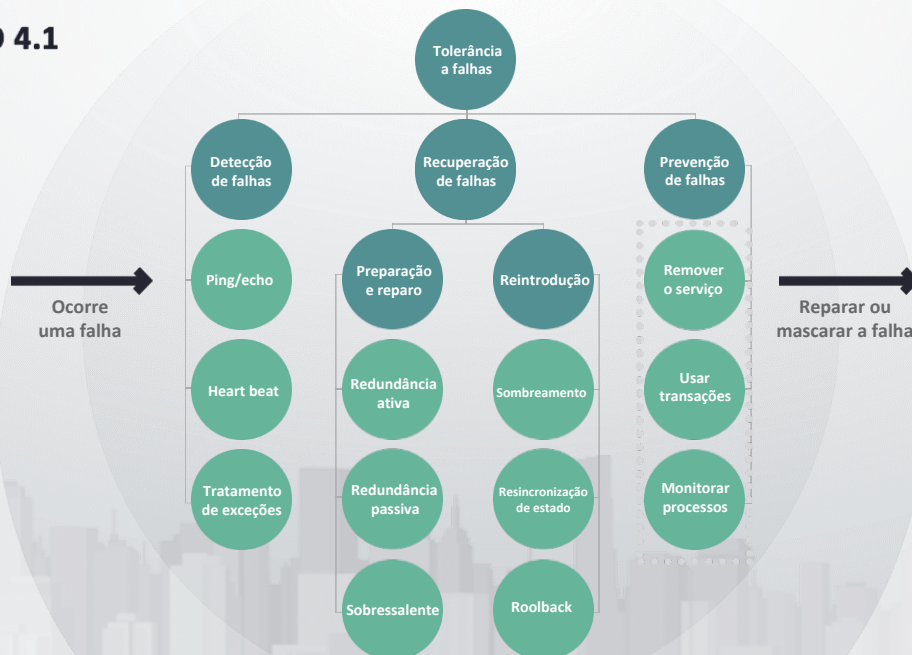 4.1
Tolerância
a falhas
Detecção
de falhas
Recuperação
de falhas
Prevenção
de falhas
Ping/echo
Preparação
e reparo
Reintrodução
Remover
o serviço
Ocorre
uma falha
Reparar ou
mascarar a falha
Heart beat
Redundância
ativa
Sombreamento
Usar
transações
Tratamento
de exceções
Redundância
passiva
Resincronização
de estado
Monitorar
processos
Sobressalente
Roolback